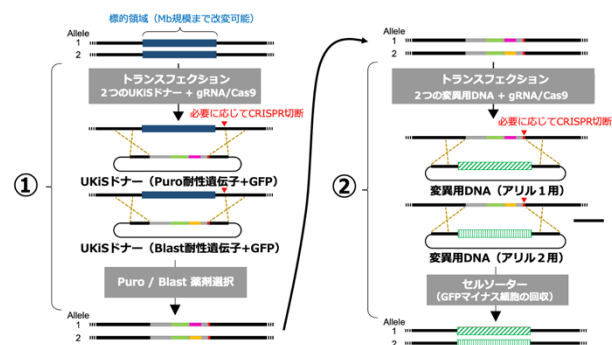 標的領域（Mb規模まで改変可能）
Allele
1
2
トランスフェクション
2つのUKiSドナー + gRNA/Cas9
必要に応じてCRISPR切断
①
UKiSドナー（Puro耐性遺伝子+GFP）
UKiSドナー（Blast耐性遺伝子+GFP）
Puro / Blast 薬剤選択
Allele
1
2
Allele
1
2
トランスフェクション
2つの変異用DNA + gRNA/Cas9
必要に応じてCRISPR切断
②
変異用DNA（アリル１用）
変異用DNA（アリル２用）
セルソーター
（GFPマイナス細胞の回収）
Allele
1
2